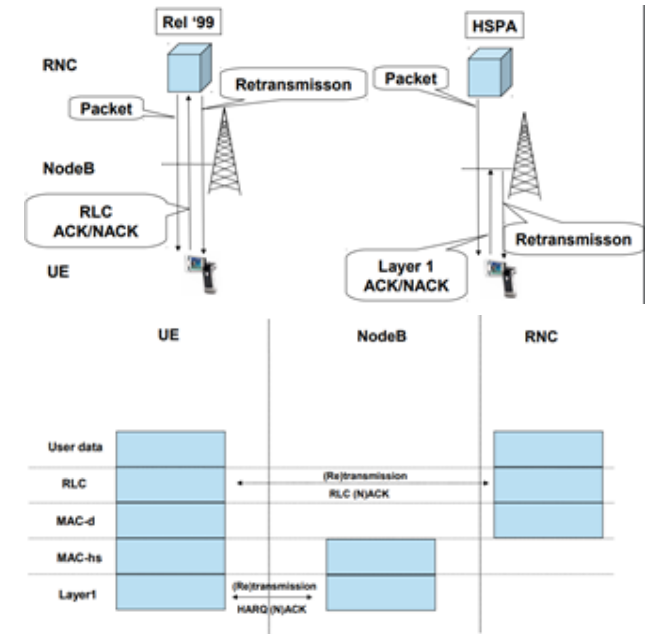 Rel '99
HSPA
RNC
Packet
Retransmisson
Packet
NodeB
RLC
ACK/NACK
Retransmisson
UE
Layer 1
ACK/NACK
UE
NodeB
RNC
User data
RLC
(Re)transmission
RLC (N)ACK
MAC-d
MAC-hs
Layer1
(Re)transmission
HARQ (N)ACK